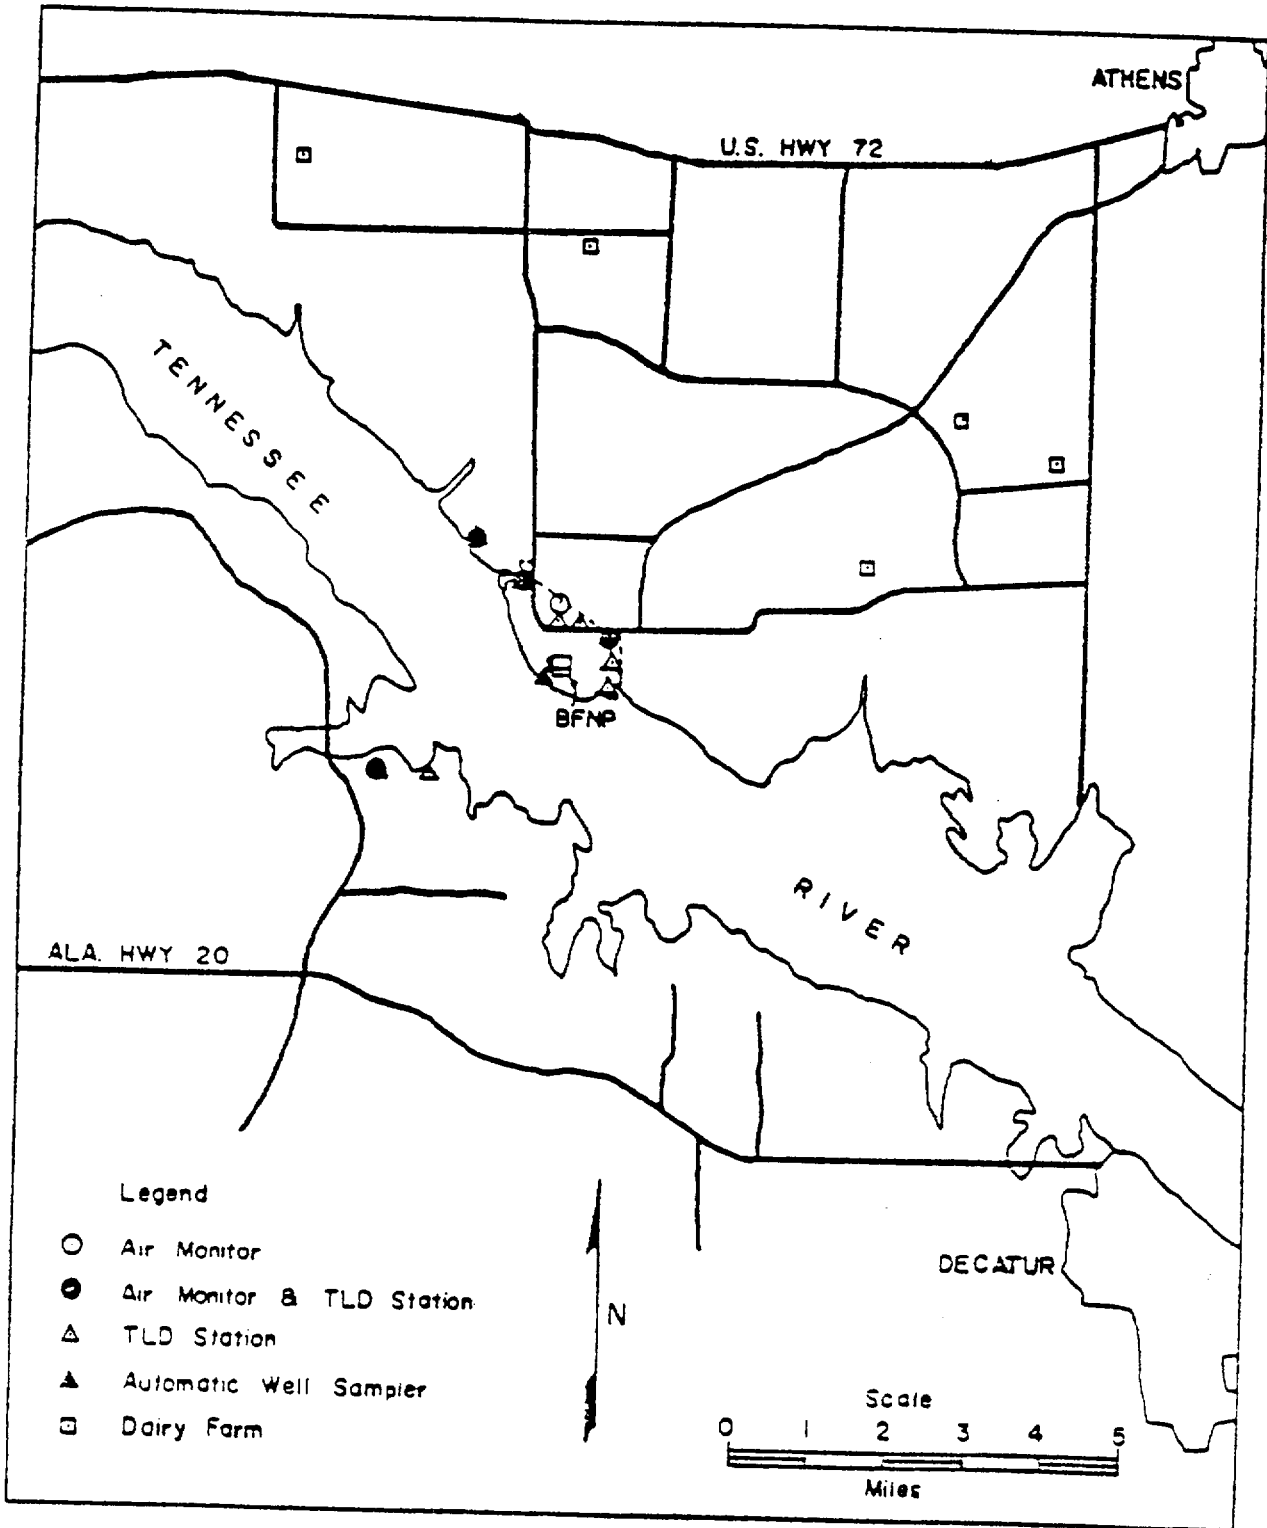 ATHENS
U.S. HWY 72
TENNESSEE
BFNP
RIVER
ALA. HWY 20
Legend
Air Monitor
Air Monitor & TLD Station
TLD Station
Automatic Well Sampler
Dairy Farm
N
DECATUR
Scale
0 1 2 3 4 5
Miles